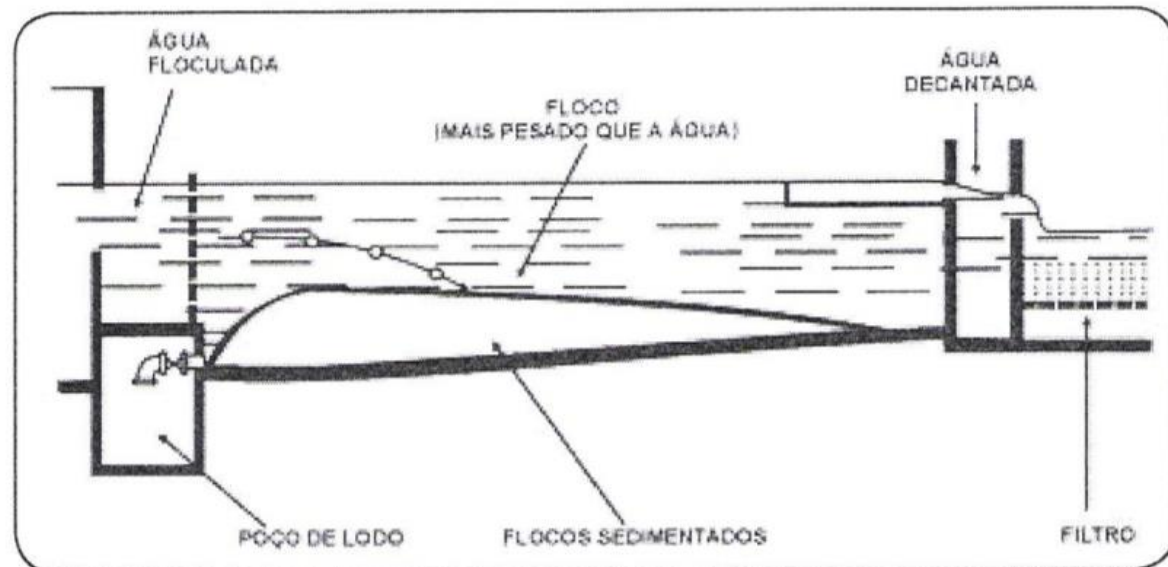 ÁGUA
FLOCULADA
FLOCO
(MAIS PESADO QUE A ÁGUA)
ÁGUA
DECANTADA
POÇO DE LODO
FLOCOS SEDIMENTADOS
FILTRO